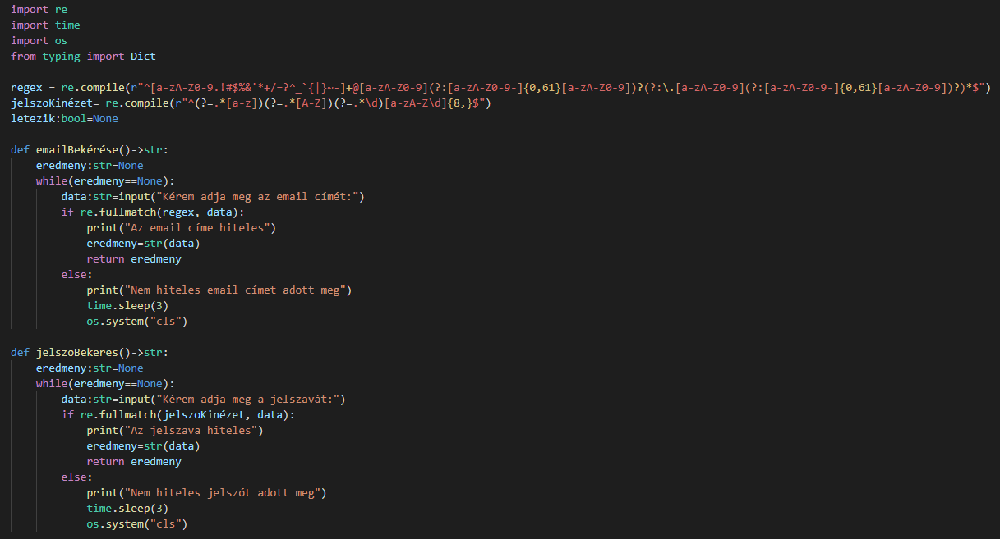 import re
import time
import os
from typing import Dict

regex = re.compile(r"^[a-zA-Z0-9.!#$%&'*+/=?^_`{|}~-]+@[a-zA-Z0-9](?:[a-zA-Z0-9-]{0,61}[a-zA-Z0-9])?(?:\.[a-zA-Z0-9](?:[a-zA-Z0-9-]{0,61}[a-zA-Z0-9])?)*$")
jelszoKinézet= re.compile(r"^(?=.*[a-z])(?=.*[A-Z])(?=.*\d)[a-zA-Z\d]{8,}$")
letezik:bool=None

def emailBekérése()->str:
    eredmeny:str=None
    while(eredmeny==None):
        data:str=input("Kérem adja meg az email címét:")
        if re.fullmatch(regex, data):
            print("Az email címe hiteles")
            eredmeny=str(data)
            return eredmeny
        else:
            print("Nem hiteles email címet adott meg")
            time.sleep(3)
            os.system("cls")

def jelszoBekeres()->str:
    eredmeny:str=None
    while(eredmeny==None):
        data:str=input("Kérem adja meg a jelszavát:")
        if re.fullmatch(jelszoKinézet, data):
            print("Az jelszava hiteles")
            eredmeny=str(data)
            return eredmeny
        else:
            print("Nem hiteles jelszót adott meg")
            time.sleep(3)
            os.system("cls")